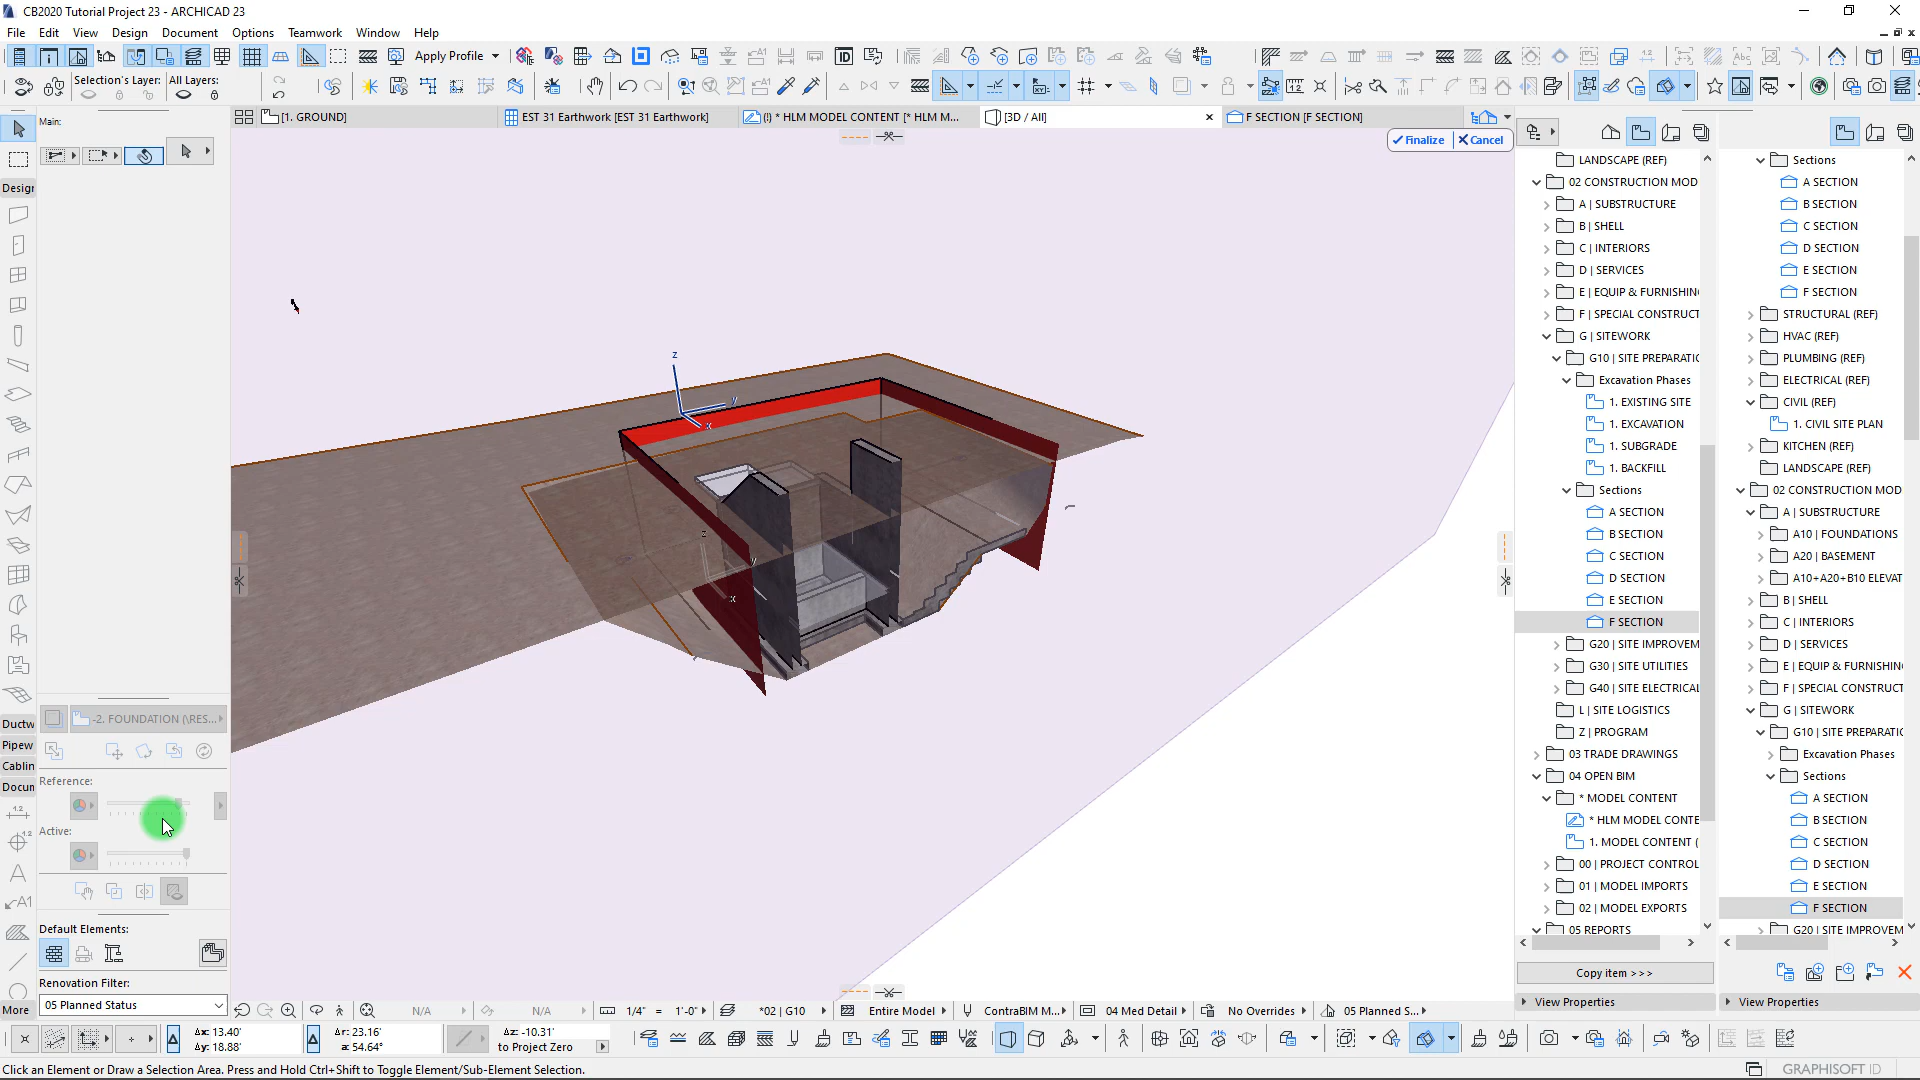 CB2020 Tutorial Project 23 - ARCHICAD 23
File Edit View Design Document Options Teamwork Window Help
Apply Profile
Selection's Layer: All Layers:
[1. GROUND]
EST 31 Earthwork [EST 31 Earthwork]
(!) * HLM MODEL CONTENT [* HLM M...
[3D / All]
F SECTION [F SECTION]
Main:
Finalize Cancel
Design
Ductw
Pipew
Cablin
Docum
More
-2. FOUNDATION (\RES...
Reference:
Active:
Default Elements:
Renovation Filter:
05 Planned Status
z
y
x
z
y
x
LANDSCAPE (REF)
02 CONSTRUCTION MOD
A | SUBSTRUCTURE
B | SHELL
C | INTERIORS
D | SERVICES
E | EQUIP & FURNISHIN
F | SPECIAL CONSTRUCT
G | SITEWORK
G10 | SITE PREPARATIC
Excavation Phases
1. EXISTING SITE
1. EXCAVATION
1. SUBGRADE
1. BACKFILL
Sections
A SECTION
B SECTION
C SECTION
D SECTION
E SECTION
F SECTION
G20 | SITE IMPROVEM
G30 | SITE UTILITIES
G40 | SITE ELECTRICAL
L | SITE LOGISTICS
Z | PROGRAM
03 TRADE DRAWINGS
04 OPEN BIM
* MODEL CONTENT
* HLM MODEL CONTE
1. MODEL CONTENT (
00 | PROJECT CONTROL
01 | MODEL IMPORTS
02 | MODEL EXPORTS
05 REPORTS
Copy item >>>
View Properties
Sections
A SECTION
B SECTION
C SECTION
D SECTION
E SECTION
F SECTION
STRUCTURAL (REF)
HVAC (REF)
PLUMBING (REF)
ELECTRICAL (REF)
CIVIL (REF)
1. CIVIL SITE PLAN
KITCHEN (REF)
LANDSCAPE (REF)
02 CONSTRUCTION MOD
A | SUBSTRUCTURE
A10 | FOUNDATIONS
A20 | BASEMENT
A10+A20+B10 ELEVAT
B | SHELL
C | INTERIORS
D | SERVICES
E | EQUIP & FURNISHIN
F | SPECIAL CONSTRUCT
G | SITEWORK
G10 | SITE PREPARATIC
Excavation Phases
Sections
A SECTION
B SECTION
C SECTION
D SECTION
E SECTION
F SECTION
G20 | SITE IMPROVEM
View Properties
N/A N/A 1/4" = 1'-0" *02 | G10 Entire Model ContraBIM M... 04 Med Detail No Overrides 05 Planned S...
Δx: 13.40' Δr: 23.16' Δz: -10.31'
Δy: 18.88' a: 54.64° to Project Zero
Click an Element or Draw a Selection Area. Press and Hold Ctrl+Shift to Toggle Element/Sub-Element Selection.
GRAPHISOFT ID